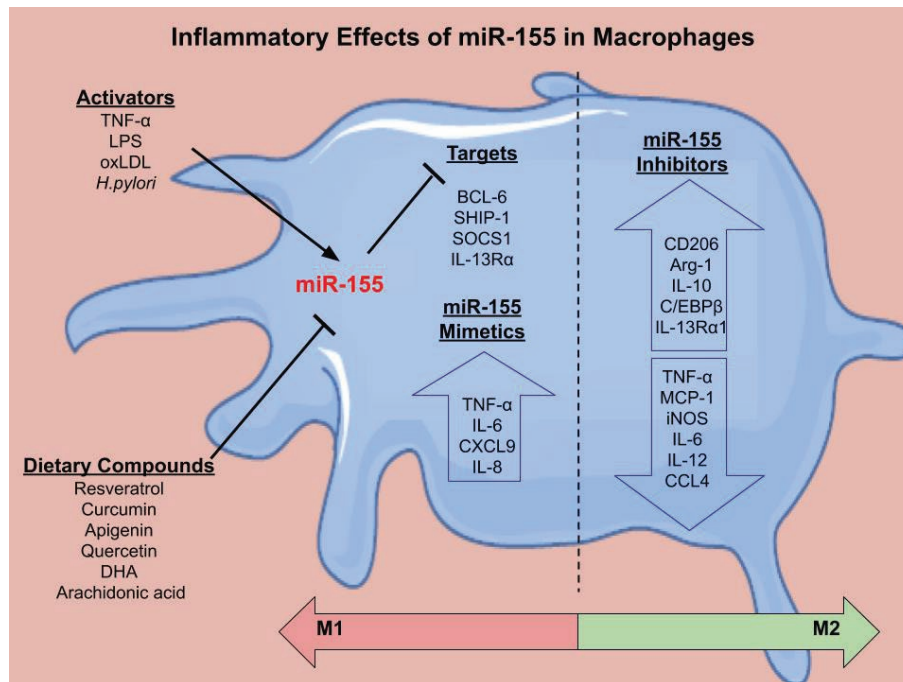 Inflammatory Effects of miR-155 in Macrophages
Activators
TNF-α
LPS
oxLDL
H.pylori
miR-155
Targets
BCL-6
SHIP-1
SOCS1
IL-13Rα
miR-155
Mimetics
TNF-α
IL-6
CXCL9
IL-8
miR-155
Inhibitors
CD206
Arg-1
IL-10
C/EBPβ
IL-13Rα1
TNF-α
MCP-1
iNOS
IL-6
IL-12
CCL4
Dietary Compounds
Resveratrol
Curcumin
Apigenin
Quercetin
DHA
Arachidonic acid
M1
M2